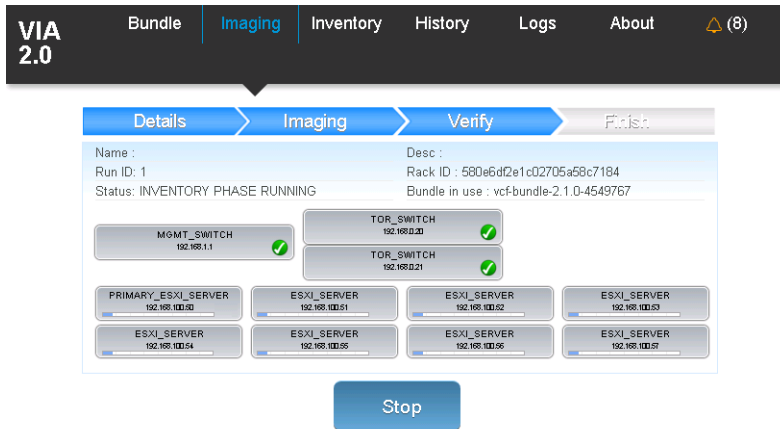 VIA 2.0
Bundle Imaging Inventory History Logs About (8)
Details Imaging Verify Finish
Name : Desc :
Run ID: 1 Rack ID : 580e6df2e1c02705a58c7184
Status: INVENTORY PHASE RUNNING Bundle in use : vcf-bundle-2.1.0-4549767
MGMT_SWITCH
192.168.1.1
TOR_SWITCH
192.168.0.20
TOR_SWITCH
192.168.0.21
PRIMARY_ESXI_SERVER
192.168.100.50
ESXI_SERVER
192.168.100.51
ESXI_SERVER
192.168.100.52
ESXI_SERVER
192.168.100.53
ESXI_SERVER
192.168.100.54
ESXI_SERVER
192.168.100.55
ESXI_SERVER
192.168.100.56
ESXI_SERVER
192.168.100.57
Stop